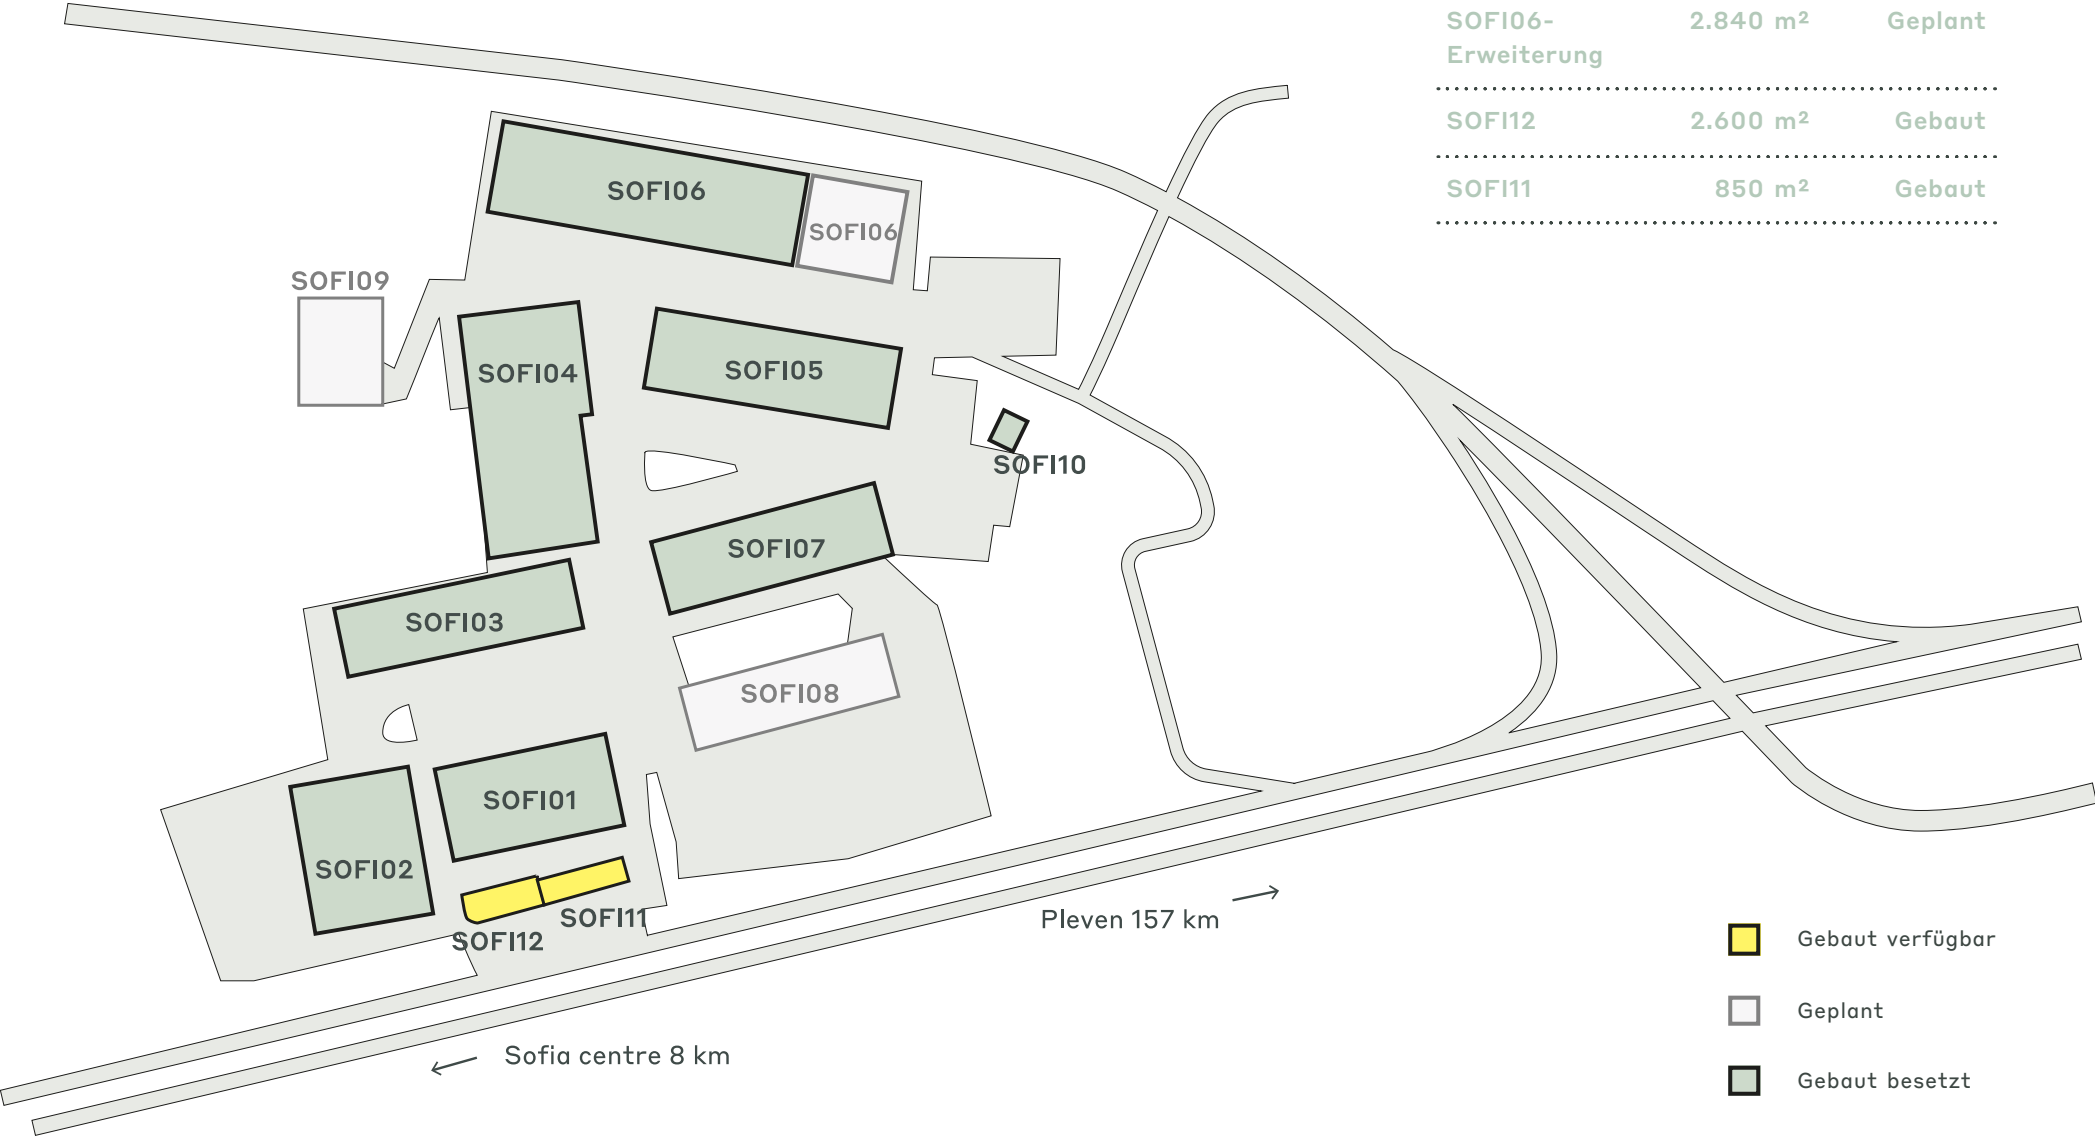 SOFI06- 2.840 m² Geplant
Erweiterung
SOFI12 2.600 m² Gebaut
SOFI11 850 m² Gebaut
SOFI06
SOFI06
SOFI09
SOFI04
SOFI05
SOFI10
SOFI07
SOFI03
SOFI08
SOFI01
SOFI02
SOFI11
SOFI12
Pleven 157 km
Sofia centre 8 km
Gebaut verfügbar
Geplant
Gebaut besetzt